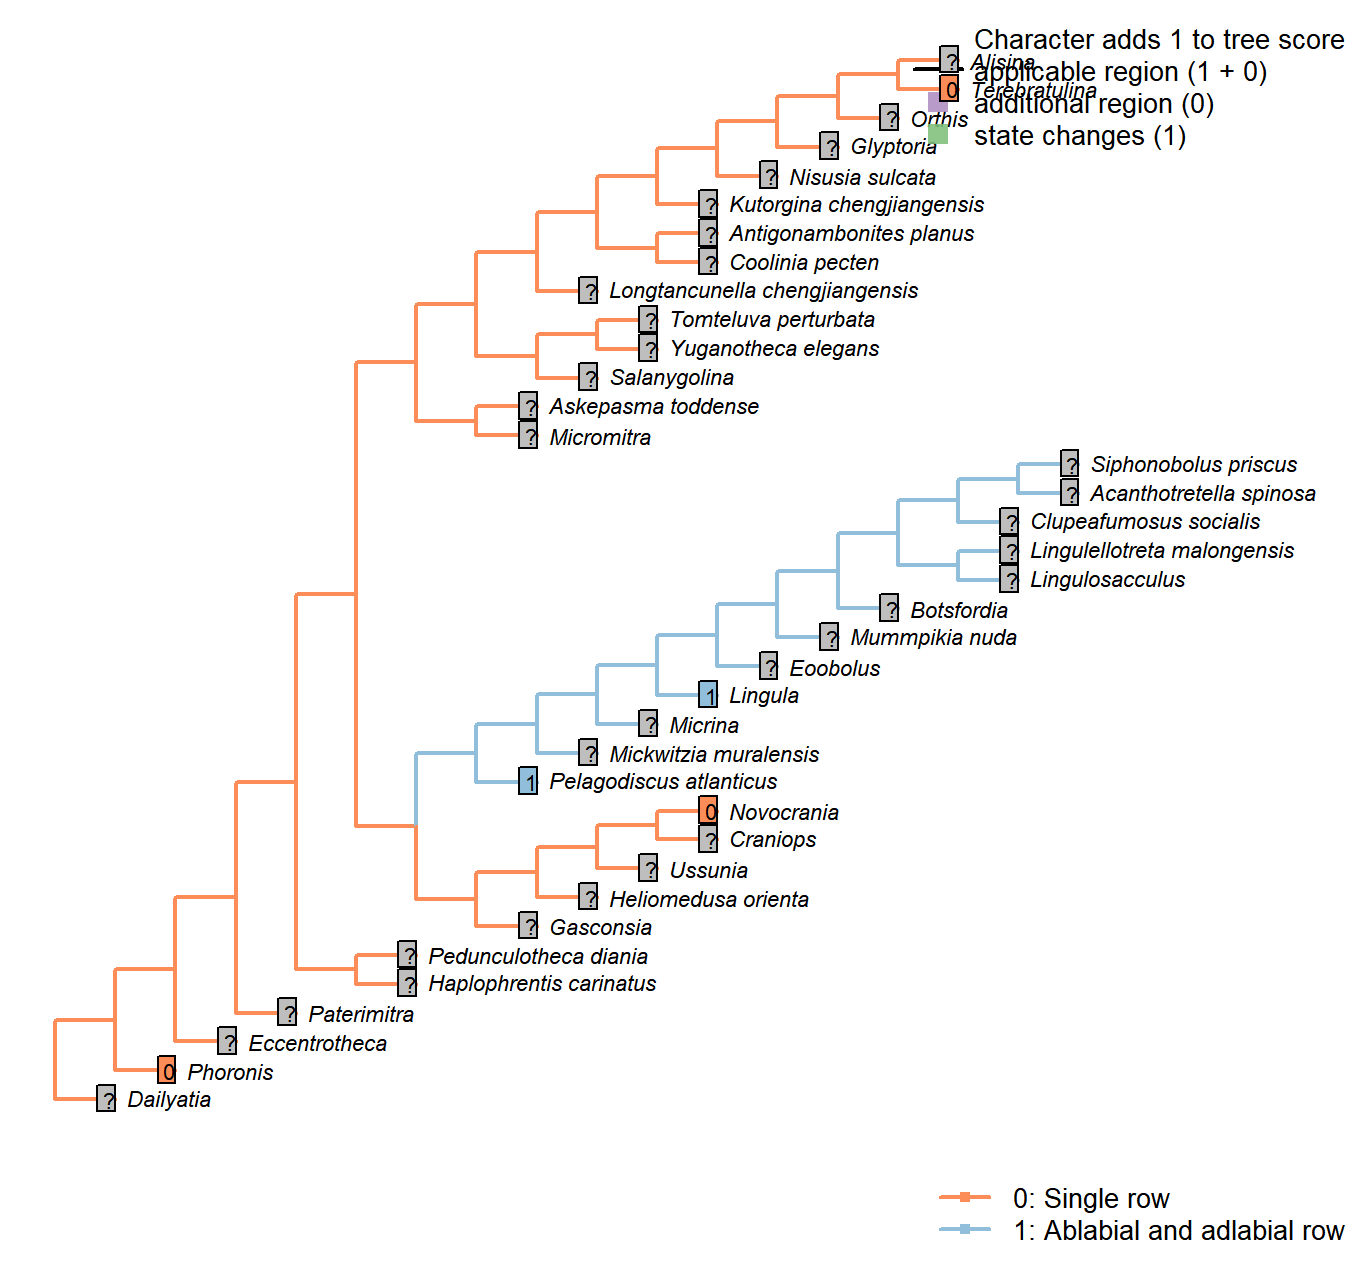 Character adds 1 to tree score
? Alisina
applicable region (1 + 0)
0 Terebratulina
additional region (0)
? Orthis
state changes (1)
? Glyptoria
? Nisusia sulcata
? Kutorgina chengjiangensis
? Antigonambonites planus
? Coolinia pecten
? Longtancunella chengjiangensis
? Tomteluva perturbata
? Yuganotheca elegans
? Salanygolina
? Askepasma toddense
? Micromitra
? Siphonobolus priscus
? Acanthotretella spinosa
? Clupeafumosus socialis
? Lingulellotreta malongensis
? Lingulosacculus
? Botsfordia
? Mummpikia nuda
? Eoobolus
1 Lingula
? Micrina
? Mickwitzia muralensis
1 Pelagodiscus atlanticus
0 Novocrania
? Craniops
? Ussunia
? Heliomedusa orienta
? Gasconsia
? Pedunculotheca diania
? Haplophrentis carinatus
? Paterimitra
? Eccentrotheca
0 Phoronis
? Dailyatia
0: Single row
1: Ablabial and adlabial row